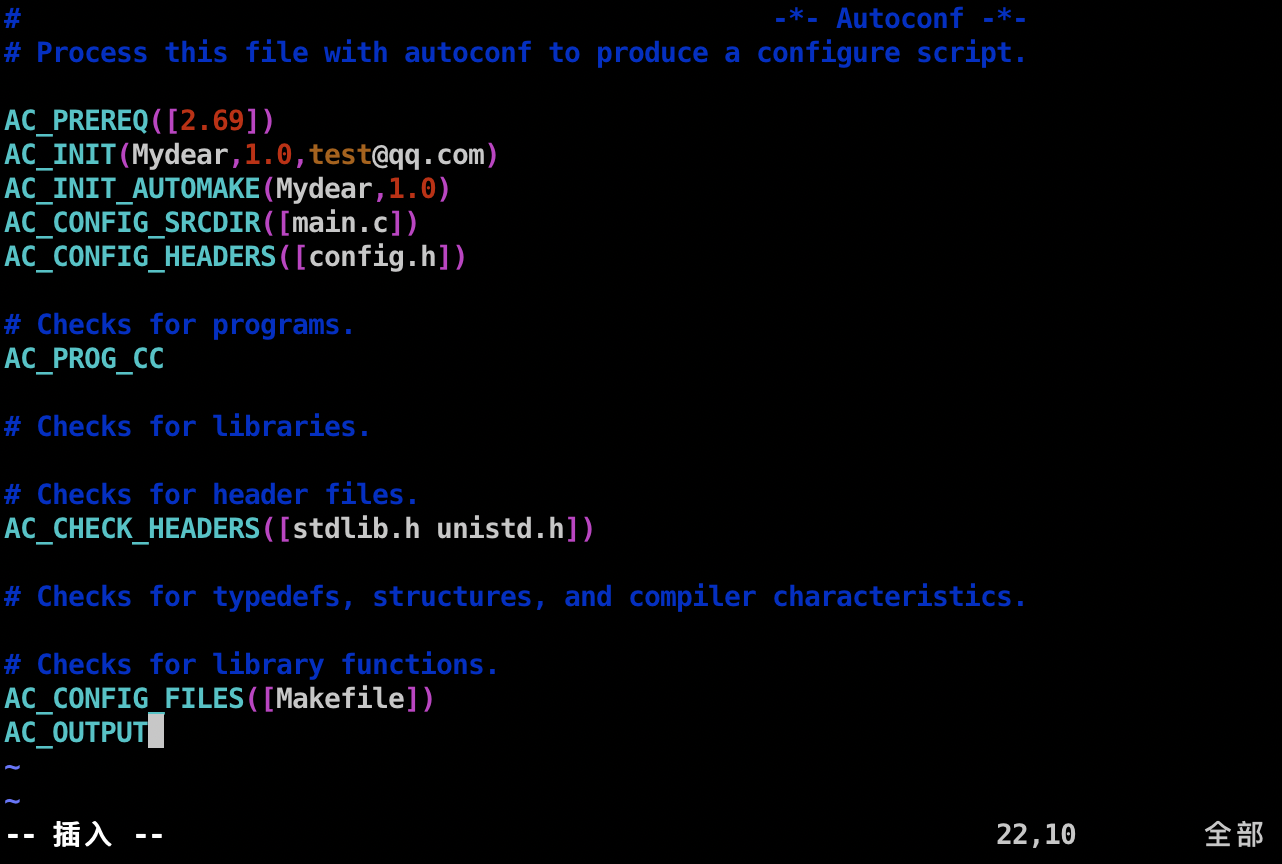 #                                               -*- Autoconf -*-
# Process this file with autoconf to produce a configure script.

AC_PREREQ([2.69])
AC_INIT(Mydear,1.0,test@qq.com)
AC_INIT_AUTOMAKE(Mydear,1.0)
AC_CONFIG_SRCDIR([main.c])
AC_CONFIG_HEADERS([config.h])

# Checks for programs.
AC_PROG_CC

# Checks for libraries.

# Checks for header files.
AC_CHECK_HEADERS([stdlib.h unistd.h])

# Checks for typedefs, structures, and compiler characteristics.

# Checks for library functions.
AC_CONFIG_FILES([Makefile])
AC_OUTPUT
~
~
-- 插入 -- 22,10 全部